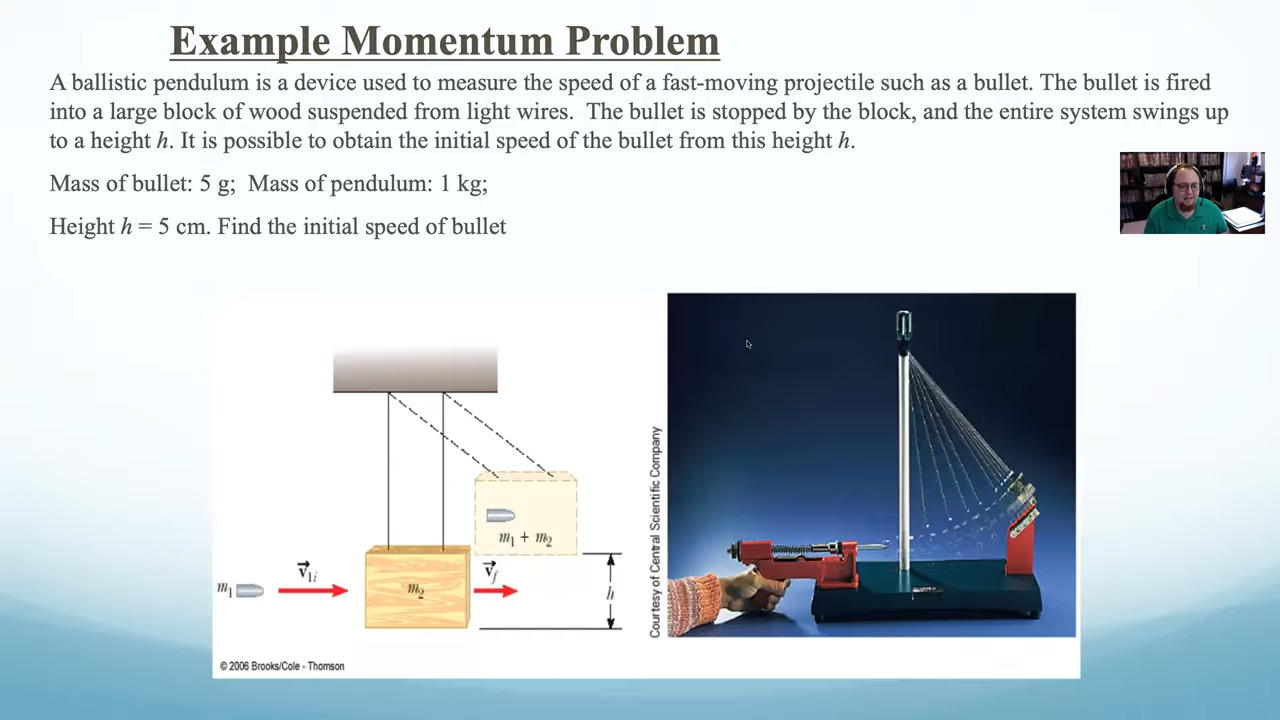 Example Momentum Problem
A ballistic pendulum is a device used to measure the speed of a fast-moving projectile such as a bullet. The bullet is fired
into a large block of wood suspended from light wires.  The bullet is stopped by the block, and the entire system swings up
to a height h. It is possible to obtain the initial speed of the bullet from this height h.
Mass of bullet: 5 g;  Mass of pendulum: 1 kg;
Height h = 5 cm. Find the initial speed of bullet
m₁ + m₂
m₁
v⃗₁ᵢ
m₂
v⃗f
h
© 2006 Brooks/Cole - Thomson
Courtesy of Central Scientific Company